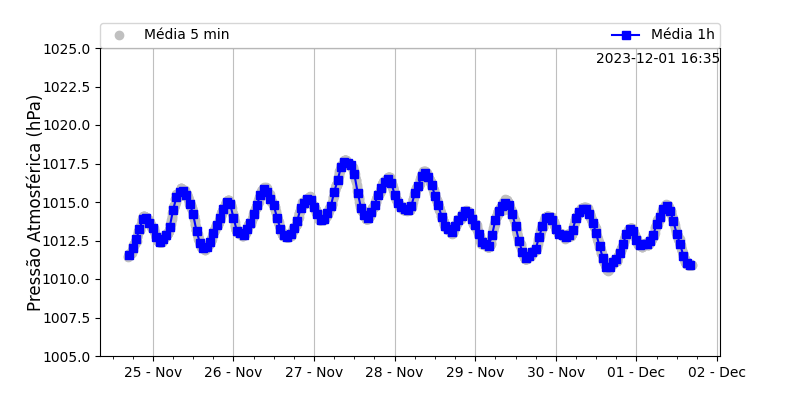 Média 5 min
Média 1h
2023-12-01 16:35
Pressão Atmosférica (hPa)
1025.0
1022.5
1020.0
1017.5
1015.0
1012.5
1010.0
1007.5
1005.0
25 - Nov
26 - Nov
27 - Nov
28 - Nov
29 - Nov
30 - Nov
01 - Dec
02 - Dec